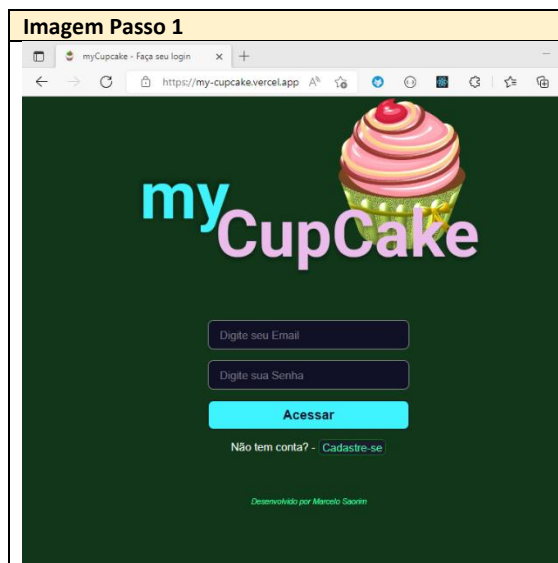 Imagem Passo 1
myCupcake - Faça seu login
https://my-cupcake.vercel.app
my
CupCake
Digite seu Email
Digite sua Senha
Acessar
Não tem conta? - Cadastre-se
Desenvolvido por Marcelo Saorim